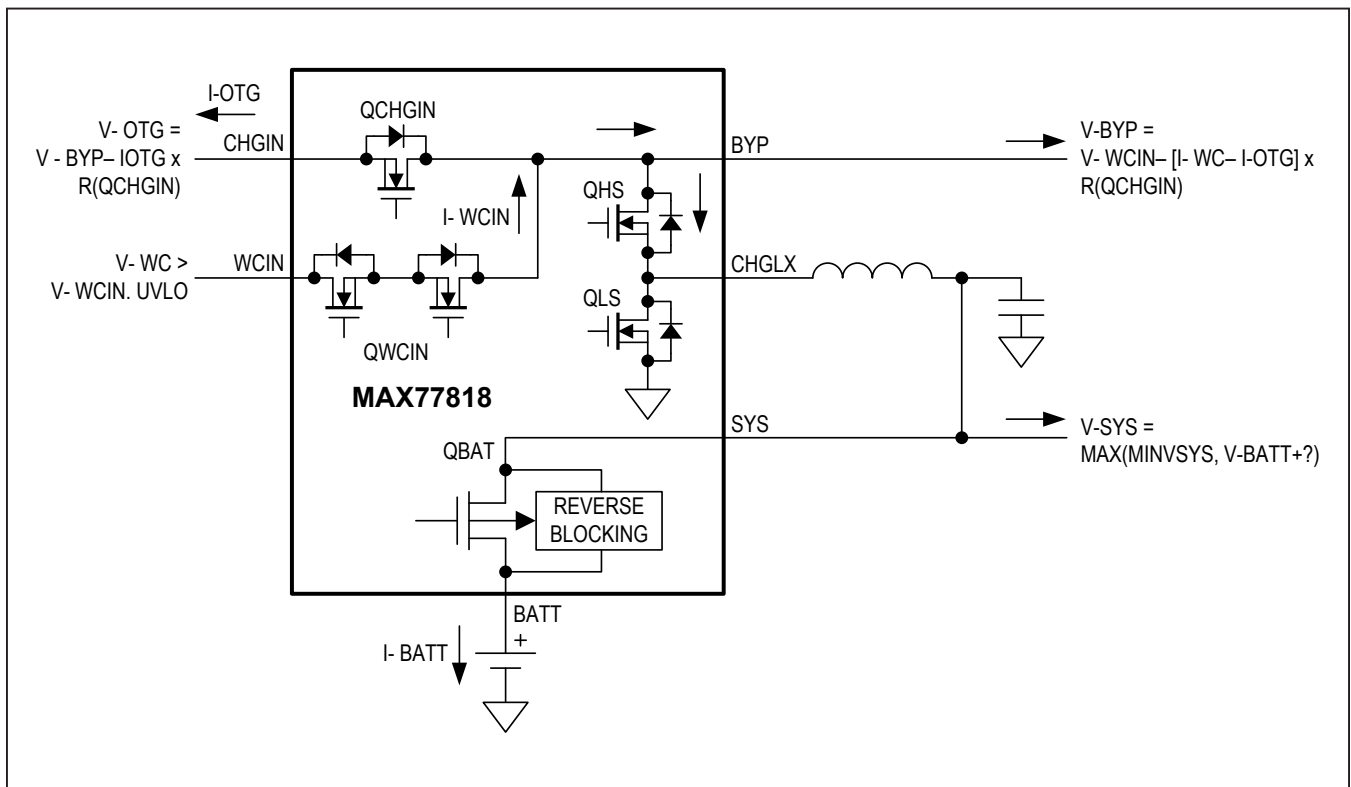 I-OTG
V- OTG =
V - BYP– IOTG x
R(QCHGIN)
CHGIN
QCHGIN
BYP
V-BYP =
V- WCIN– [I- WC– I-OTG] x
R(QCHGIN)
QHS
I- WCIN
V- WC >
V- WCIN. UVLO
WCIN
CHGLX
QLS
QWCIN
MAX77818
SYS
V-SYS =
MAX(MINVSYS, V-BATT+?)
QBAT
REVERSE
BLOCKING
BATT
+
I- BATT